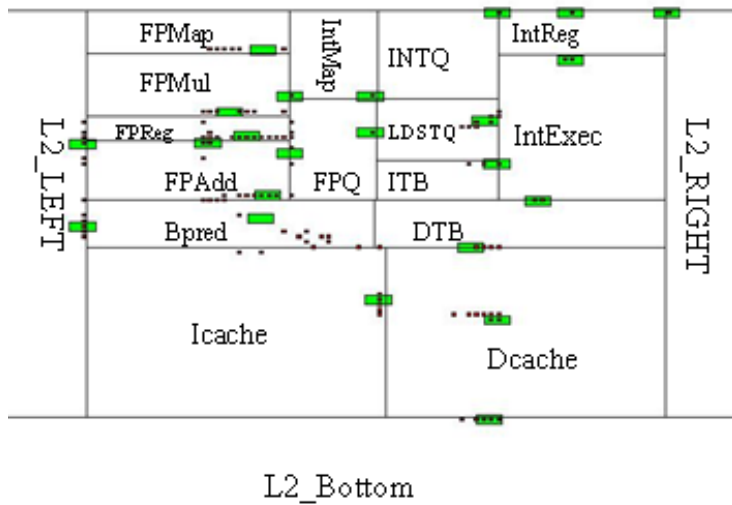 FPMap
IntMap
IntReg
INTQ
FPMul
L2_LEFT
FPReg
LDSTQ
IntExec
L2_RIGHT
FPAdd
FPQ
ITB
Bpred
DTB
Icache
Dcache
L2_Bottom